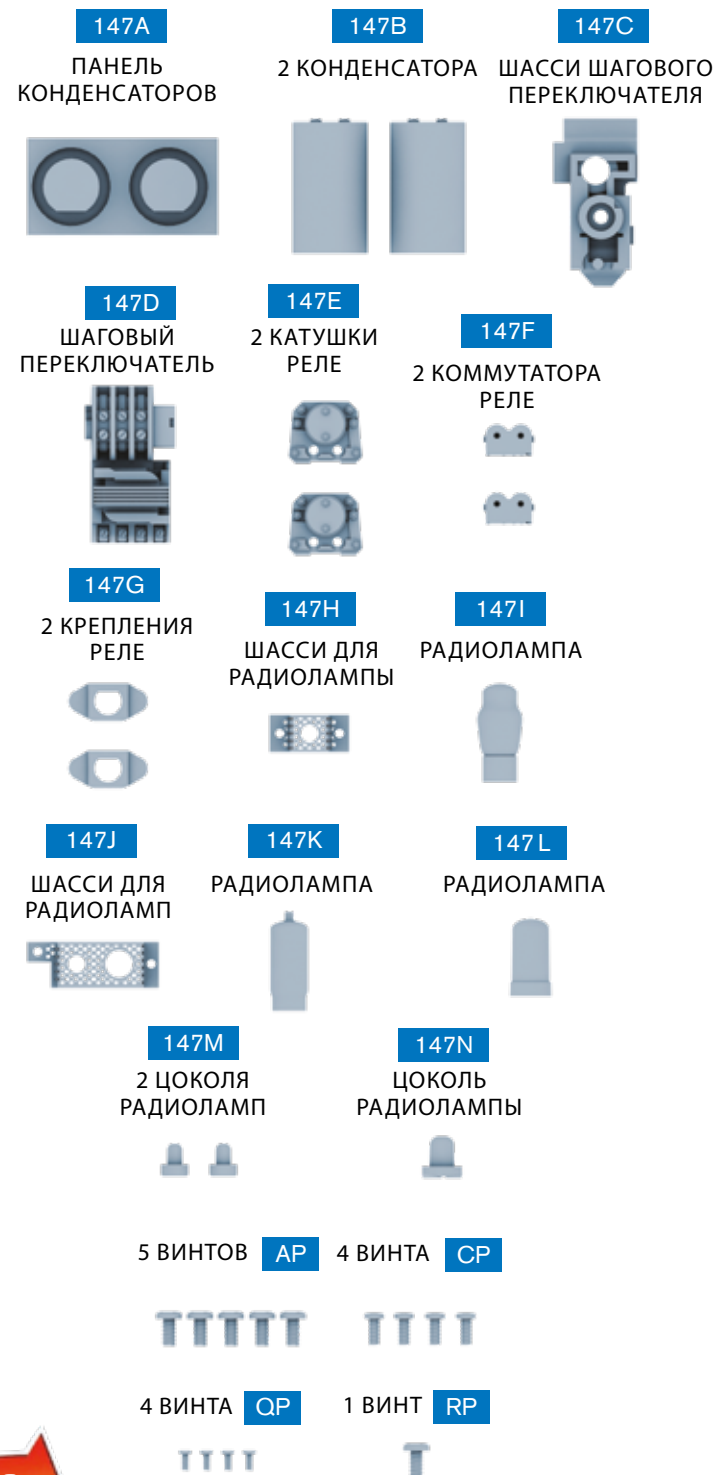 147A
ПАНЕЛЬ
КОНДЕНСАТОРОВ
147B
2 КОНДЕНСАТОРА
147C
ШАССИ ШАГОВОГО
ПЕРЕКЛЮЧАТЕЛЯ
147D
ШАГОВЫЙ
ПЕРЕКЛЮЧАТЕЛЬ
147E
2 КАТУШКИ
РЕЛЕ
147F
2 КОММУТАТОРА
РЕЛЕ
147G
2 КРЕПЛЕНИЯ
РЕЛЕ
147H
ШАССИ ДЛЯ
РАДИОЛАМПЫ
147I
РАДИОЛАМПА
147J
ШАССИ ДЛЯ
РАДИОЛАМП
147K
РАДИОЛАМПА
147L
РАДИОЛАМПА
147M
2 ЦОКОЛЯ
РАДИОЛАМП
147N
ЦОКОЛЬ
РАДИОЛАМПЫ
5 ВИНТОВ AP
4 ВИНТА CP
4 ВИНТА QP
1 ВИНТ RP